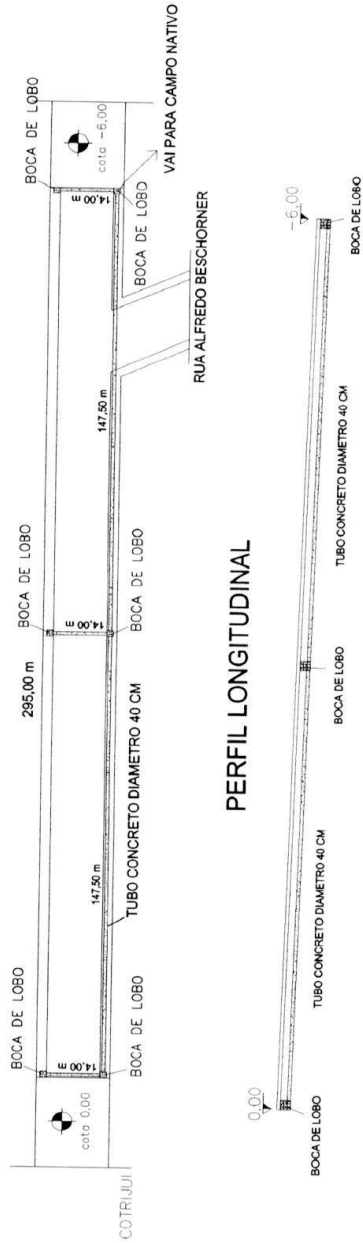 COTRIJUI
cota 0,00
BOCA DE LOBO
14,00 m
BOCA DE LOBO
147,50 m
TUBO CONCRETO DIAMETRO 40 CM
295,00 m
BOCA DE LOBO
14,00 m
BOCA DE LOBO
147,50 m
RUA ALFREDO BESCHORNER
BOCA DE LOBO
14,00 m
BOCA DE LOBO
cota -6,00
VAI PARA CAMPO NATIVO
PERFIL LONGITUDINAL
0,00
BOCA DE LOBO
TUBO CONCRETO DIAMETRO 40 CM
BOCA DE LOBO
TUBO CONCRETO DIAMETRO 40 CM
-6,00
BOCA DE LOBO